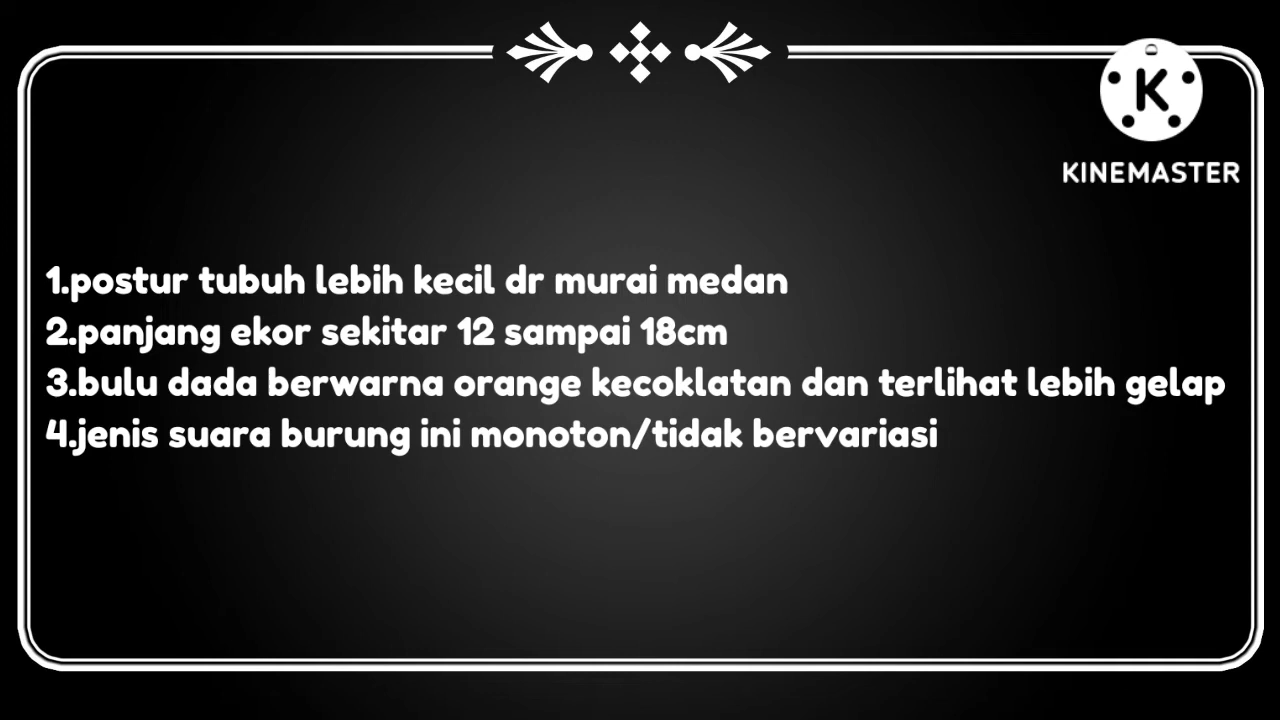 KINEMASTER
1.postur tubuh lebih kecil dr murai medan
2.panjang ekor sekitar 12 sampai 18cm
3.bulu dada berwarna orange kecoklatan dan terlihat lebih gelap
4.jenis suara burung ini monoton/tidak bervariasi